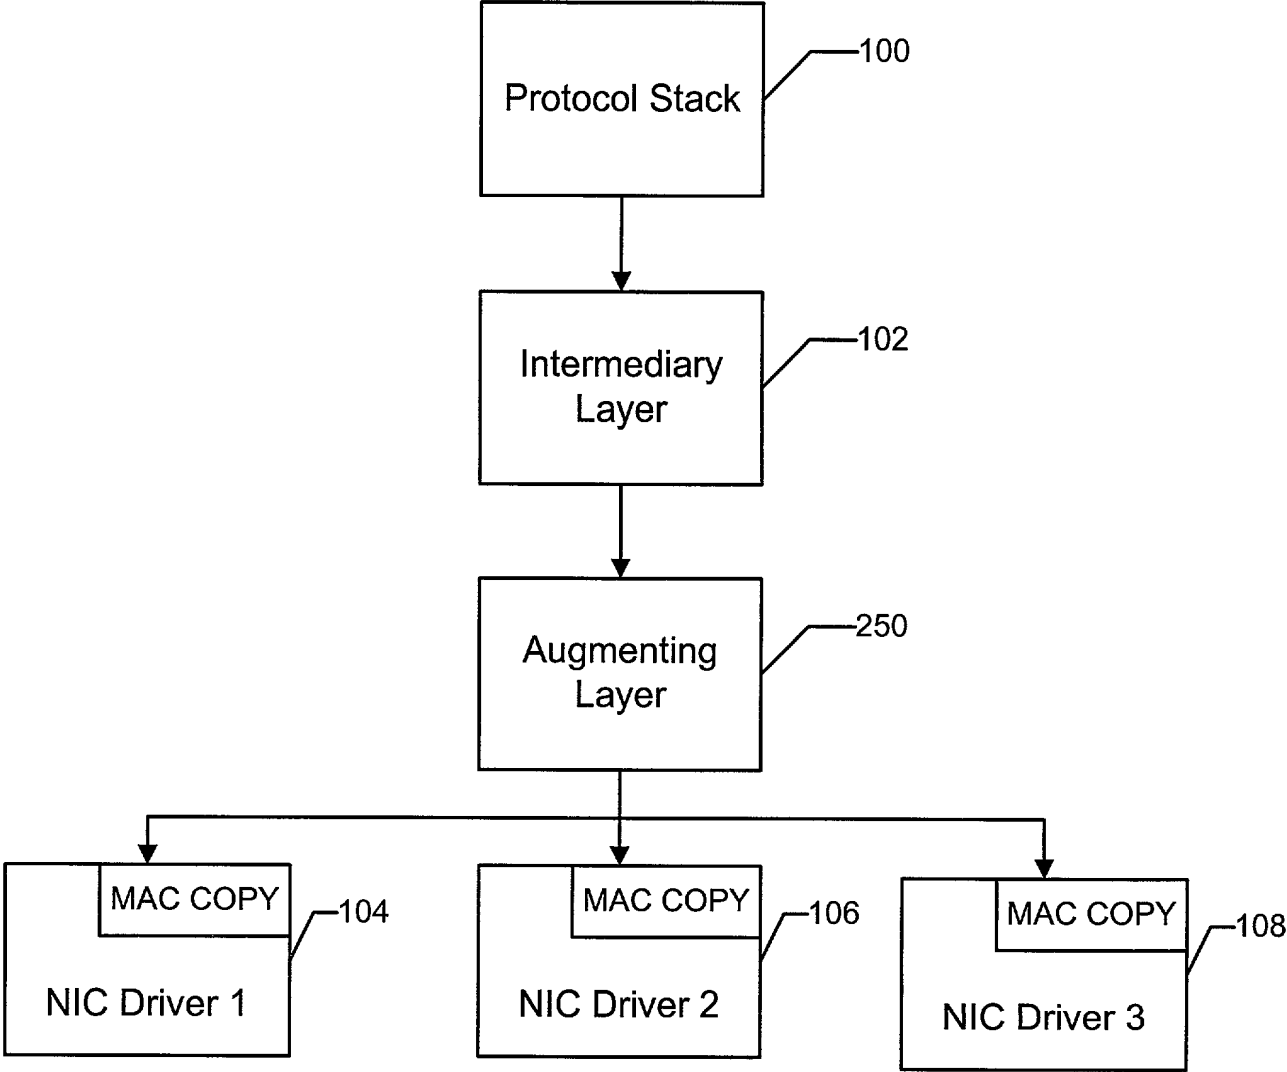 Protocol Stack
100
Intermediary
Layer
102
Augmenting
Layer
250
MAC COPY
104
NIC Driver 1
MAC COPY
106
NIC Driver 2
MAC COPY
108
NIC Driver 3